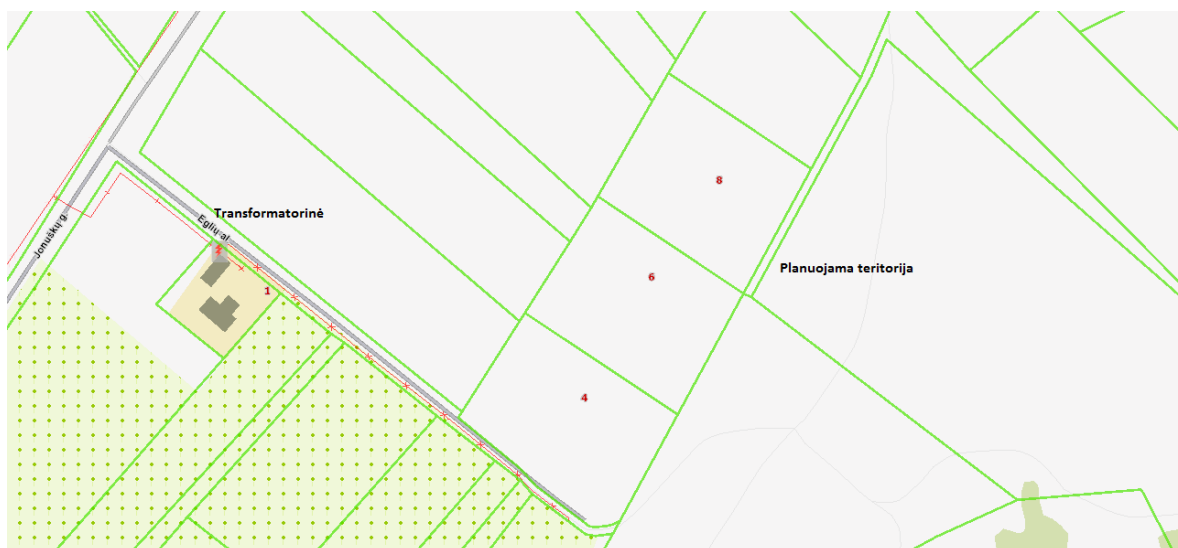 8
Transformatorinė
Eglių al
Jonuškų g.
Planuojama teritorija
6
1
4